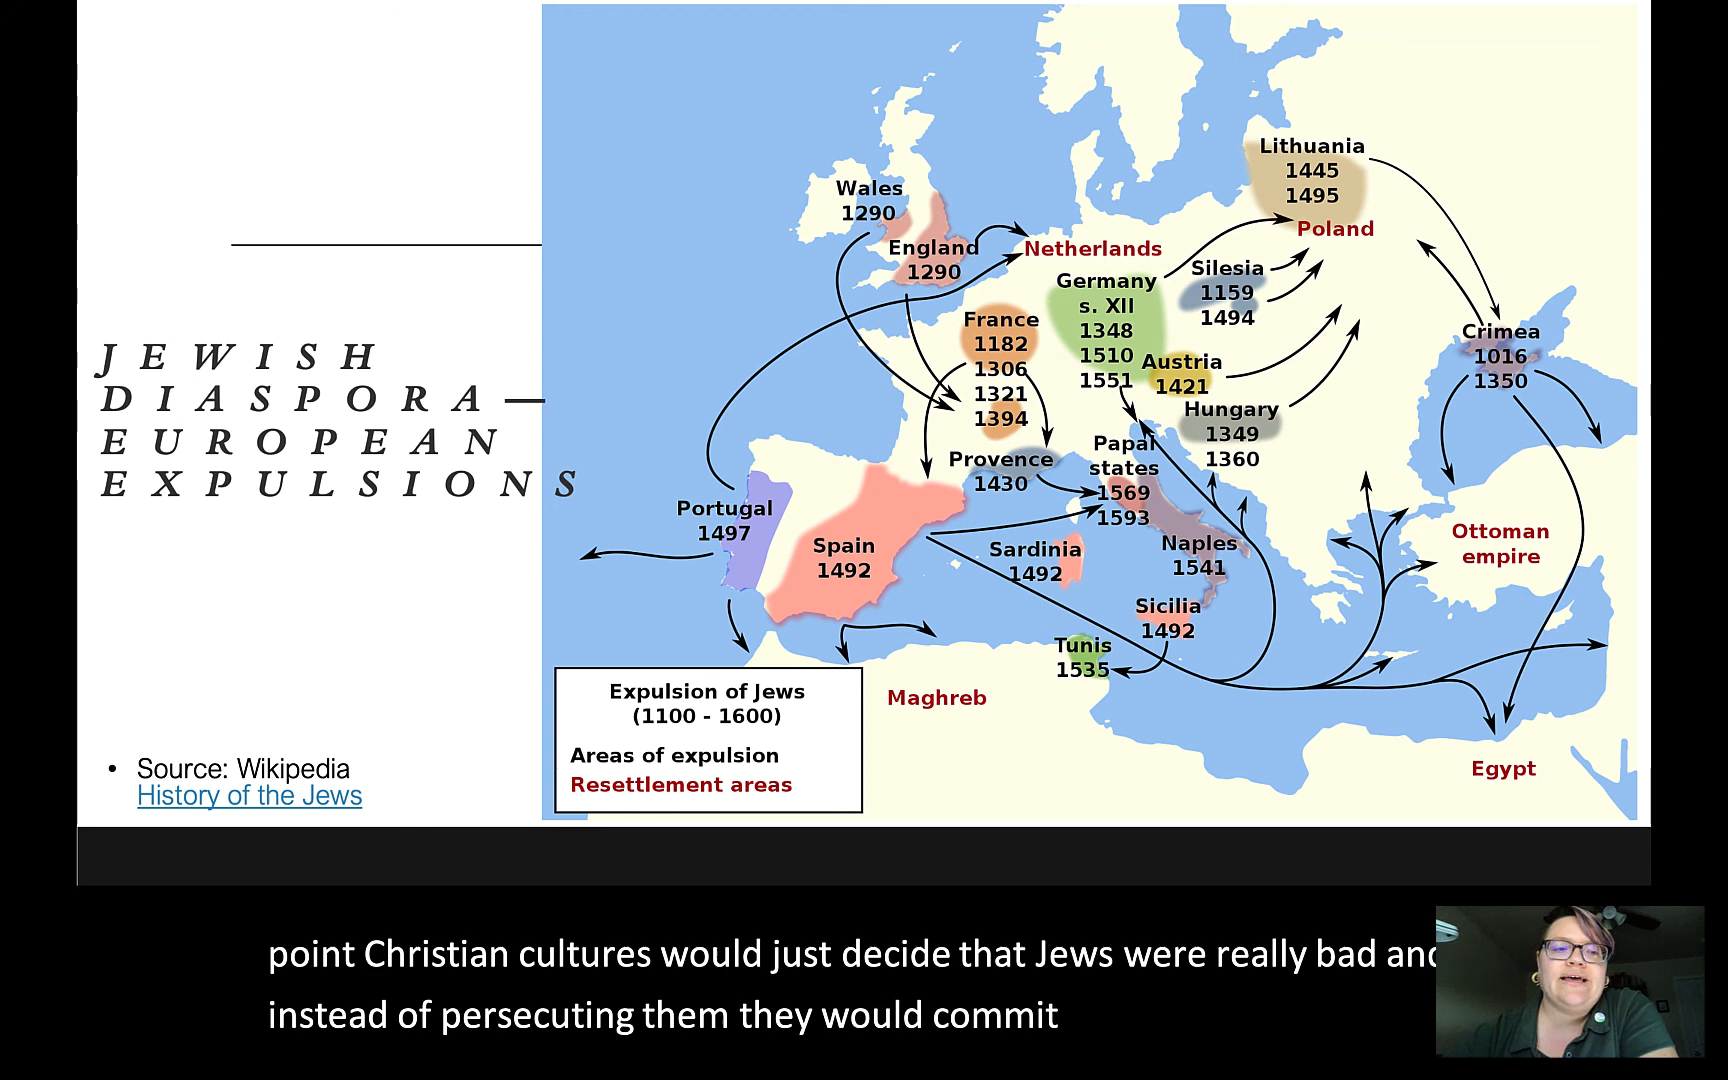 JEWISH
DIASPORA—
EUROPEAN
EXPULSIONS
• Source: Wikipedia
History of the Jews
Lithuania
1445
1495
Poland
Wales
1290
England
1290
Netherlands
Germany
s. XII
1348
1510
1551
Silesia
1159
1494
France
1182
1306
1321
1394
Austria
1421
Crimea
1016
1350
Hungary
1349
1360
Provence
1430
Papal
states
1569
1593
Portugal
1497
Spain
1492
Sardinia
1492
Naples
1541
Ottoman
empire
Sicilia
1492
Tunis
1535
Maghreb
Egypt
Expulsion of Jews
(1100 - 1600)
Areas of expulsion
Resettlement areas
point Christian cultures would just decide that Jews were really bad and
instead of persecuting them they would commit